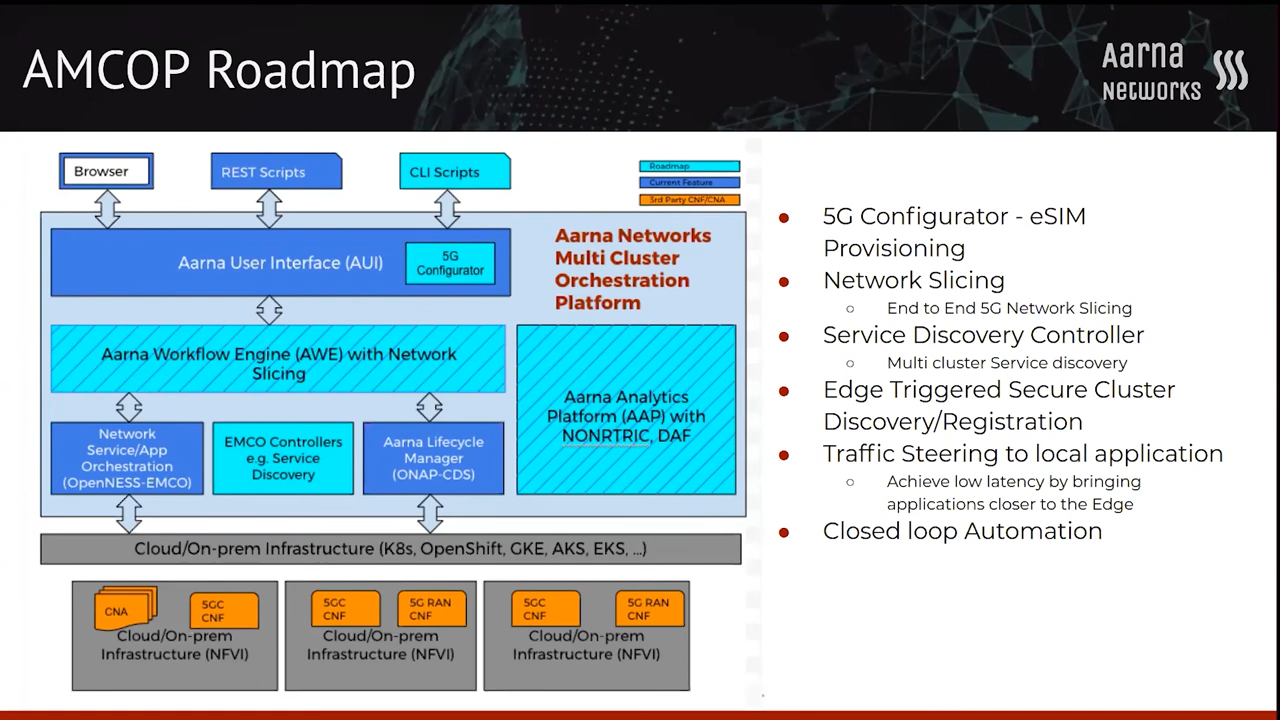 AMCOP Roadmap
Aarna
Networks
Browser
REST Scripts
CLI Scripts
Roadmap
Current Feature
3rd Party CNF/CNA
Aarna User Interface (AUI)
5G
Configurator
Aarna Networks
Multi Cluster
Orchestration
Platform
Aarna Workflow Engine (AWE) with Network
Slicing
Aarna Analytics
Platform (AAP) with
NONRTRIC, DAF
Network
Service/App
Orchestration
(OpenNESS-EMCO)
EMCO Controllers
e.g. Service
Discovery
Aarna Lifecycle
Manager
(ONAP-CDS)
Cloud/On-prem Infrastructure (K8s, OpenShift, GKE, AKS, EKS, ...)
CNA
5GC
CNF
Cloud/On-prem
Infrastructure (NFVI)
5GC
CNF
5G RAN
CNF
Cloud/On-prem
Infrastructure (NFVI)
5GC
CNF
5G RAN
CNF
Cloud/On-prem
Infrastructure (NFVI)
5G Configurator - eSIM
Provisioning
Network Slicing
End to End 5G Network Slicing
Service Discovery Controller
Multi cluster Service discovery
Edge Triggered Secure Cluster
Discovery/Registration
Traffic Steering to local application
Achieve low latency by bringing
applications closer to the Edge
Closed loop Automation